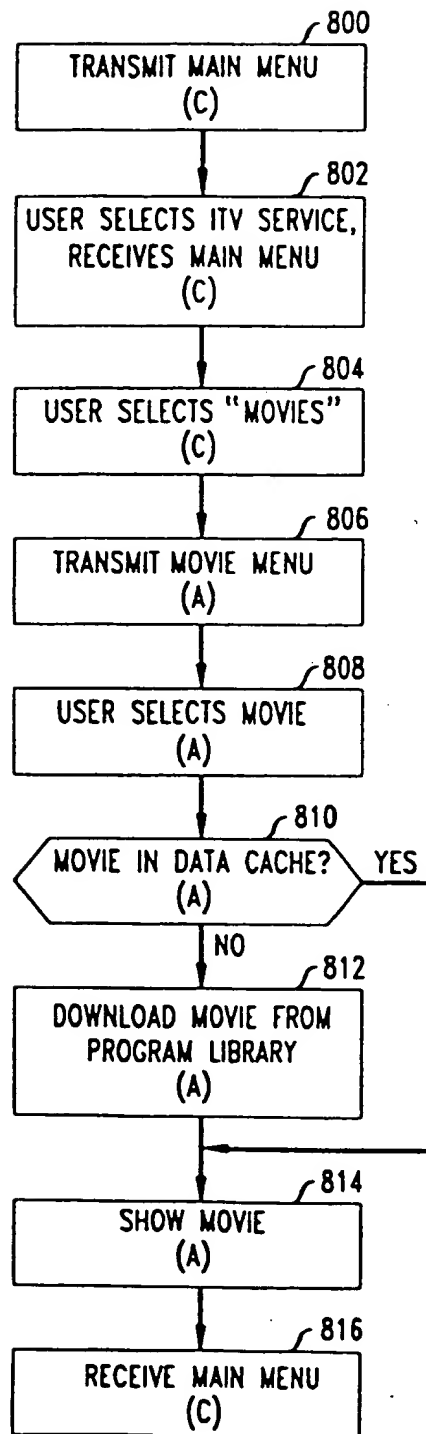 800
TRANSMIT MAIN MENU
(C)
802
USER SELECTS ITV SERVICE,
RECEIVES MAIN MENU
(C)
804
USER SELECTS "MOVIES"
(C)
806
TRANSMIT MOVIE MENU
(A)
808
USER SELECTS MOVIE
(A)
810
MOVIE IN DATA CACHE?
(A)
YES
NO
812
DOWNLOAD MOVIE FROM
PROGRAM LIBRARY
(A)
814
SHOW MOVIE
(A)
816
RECEIVE MAIN MENU
(C)